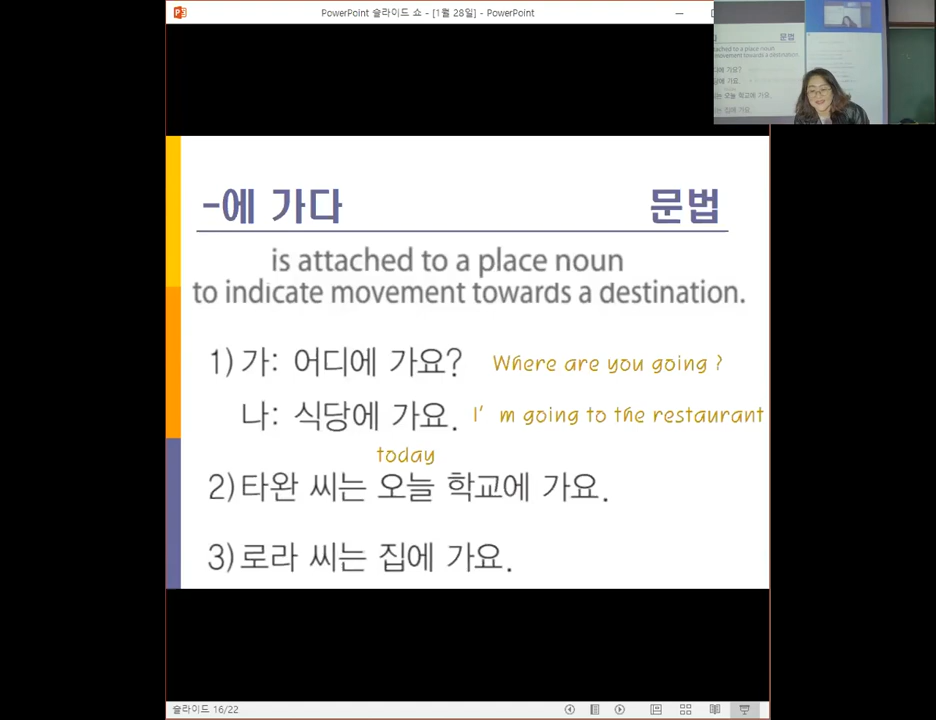 PowerPoint 슬라이드 쇼 - [1월 28일] - PowerPoint
-에 가다 문법
is attached to a place noun
to indicate movement towards a destination.
1) 가: 어디에 가요? Where are you going ?
나: 식당에 가요. I' m going to the restaurant
today
2) 타완 씨는 오늘 학교에 가요.
3) 로라 씨는 집에 가요.
슬라이드 16/22